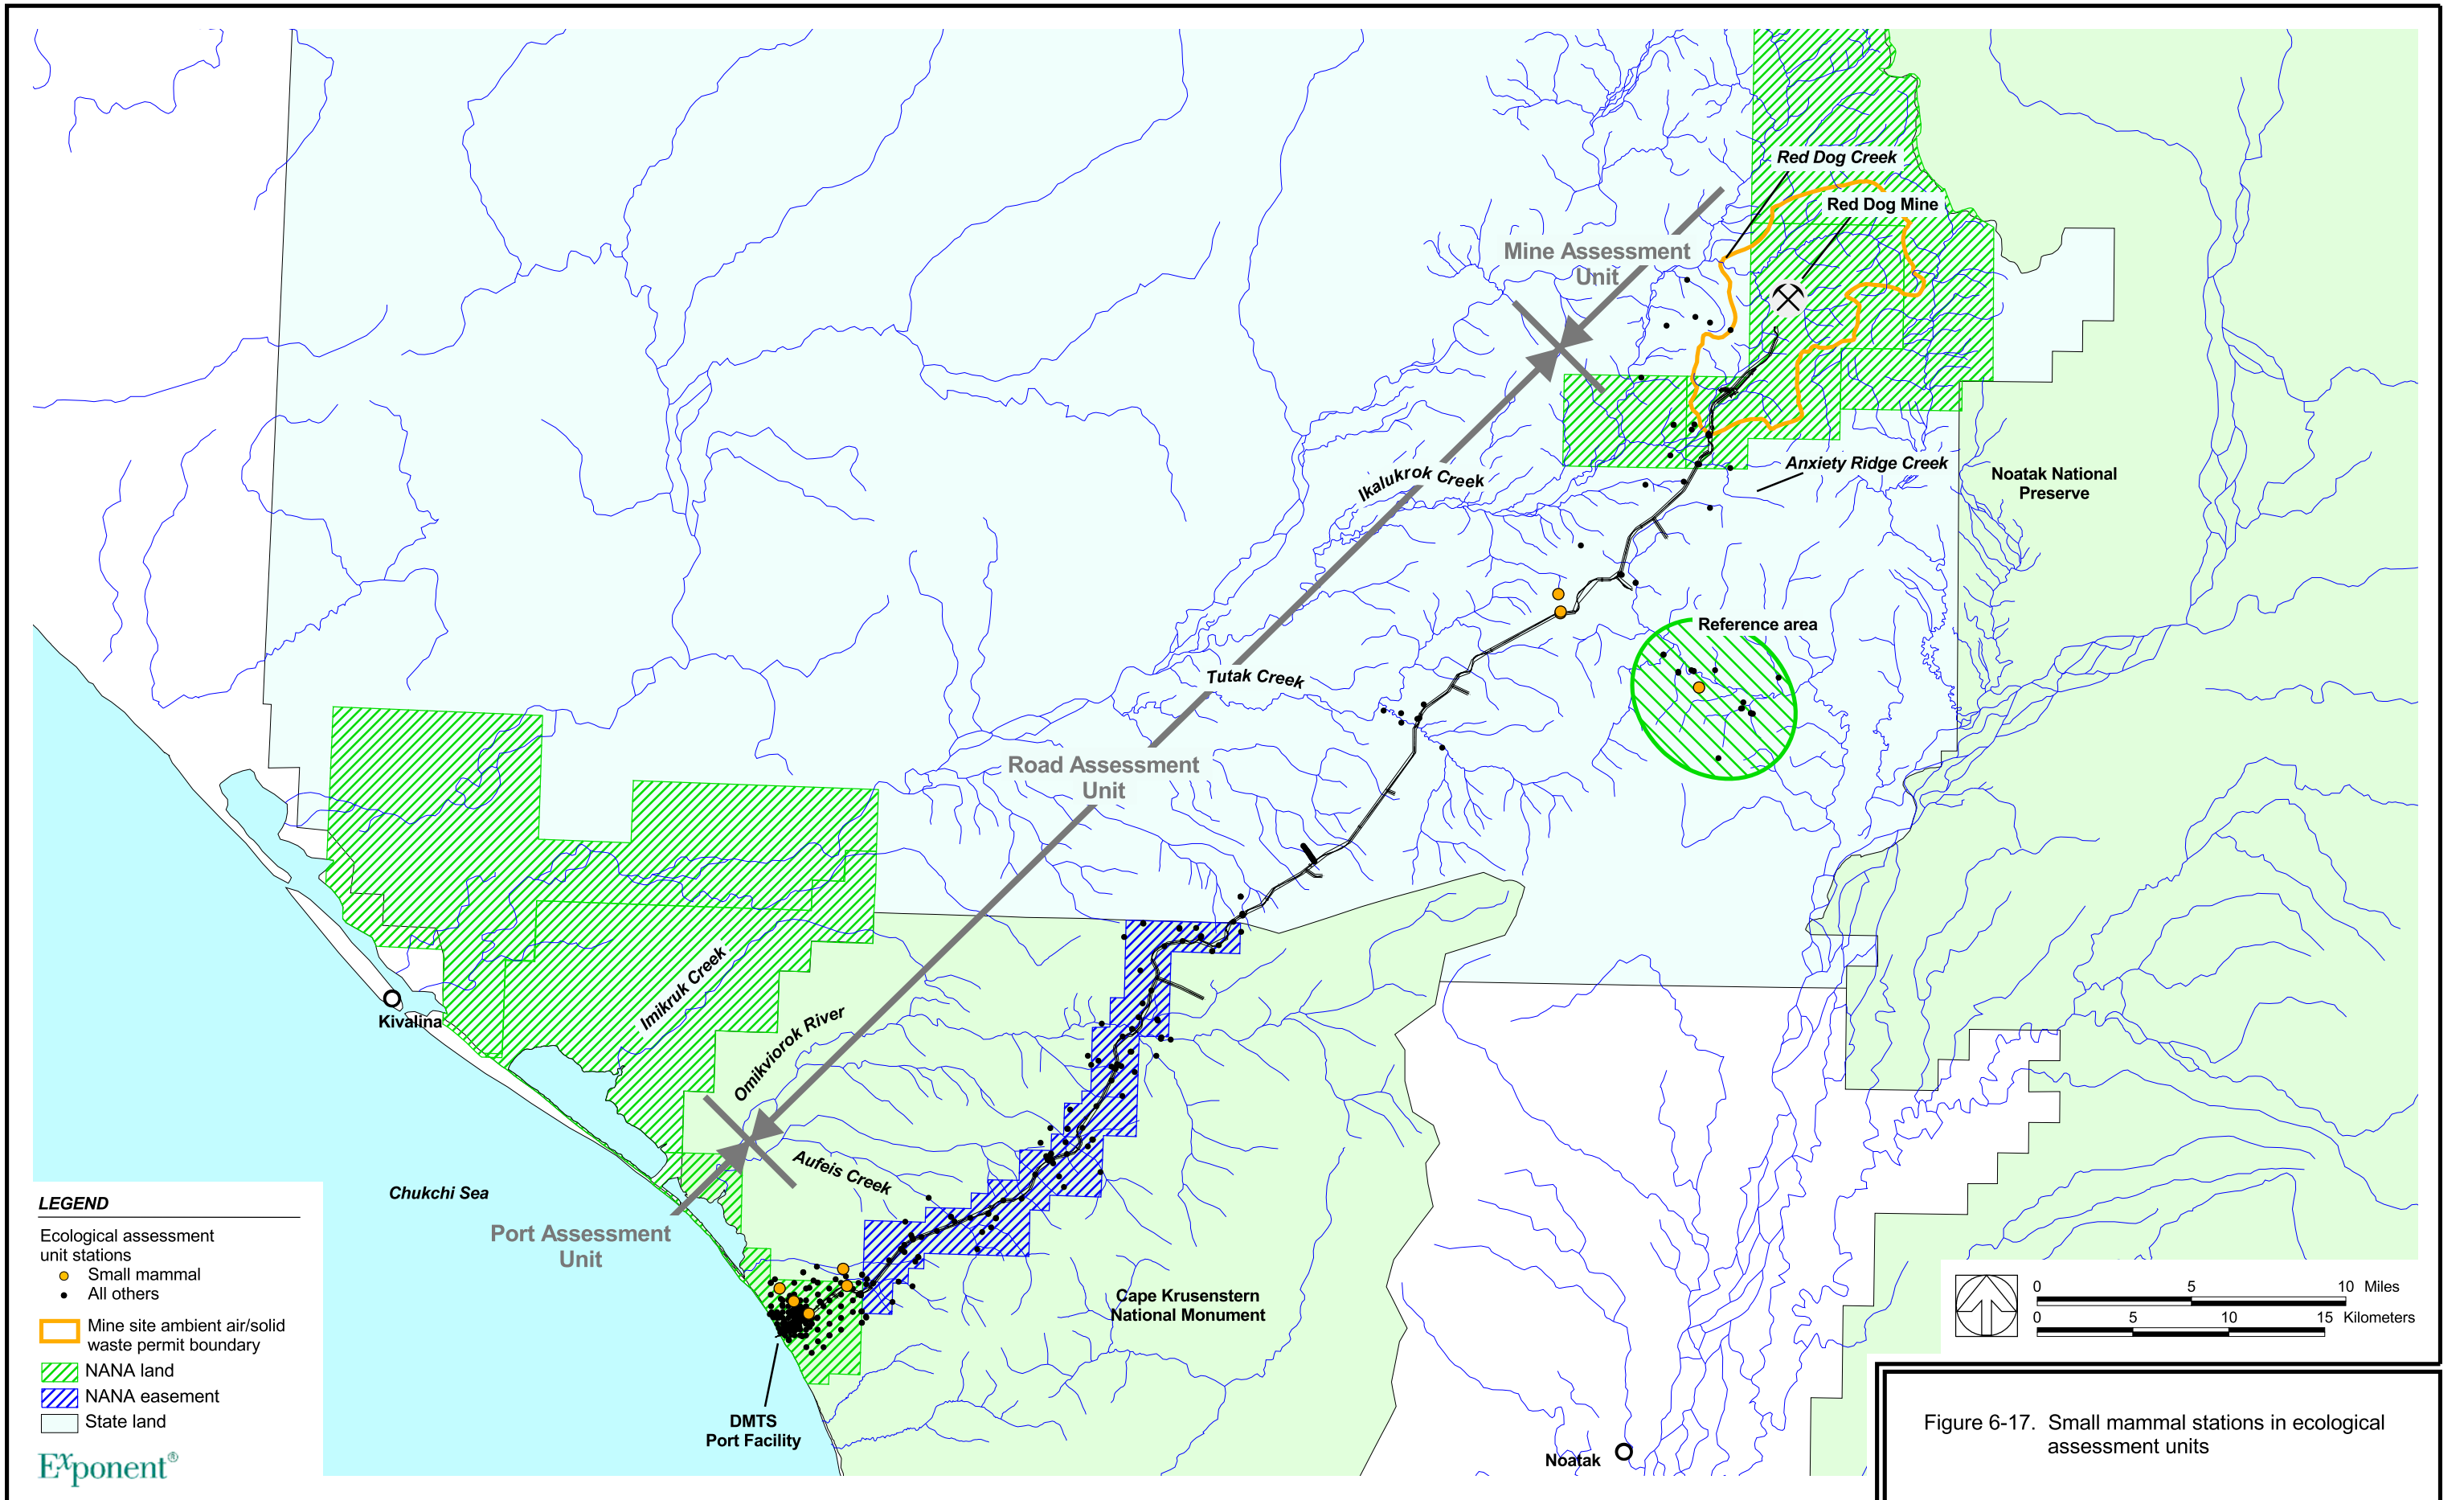 Red Dog Creek
Red Dog Mine
Mine Assessment
Unit
Ikalukrok Creek
Anxiety Ridge Creek
Noatak National
Preserve
Reference area
Tutak Creek
Road Assessment
Unit
Imikruk Creek
Kivalina
Omikviorok River
Aufeis Creek
Chukchi Sea
Port Assessment
Unit
Cape Krusenstern
National Monument
DMTS
Port Facility
Noatak
LEGEND
Ecological assessment
unit stations
Small mammal
All others
Mine site ambient air/solid
waste permit boundary
NANA land
NANA easement
State land
Exponent®
0 5 10 Miles
0 5 10 15 Kilometers
Figure 6-17. Small mammal stations in ecological
assessment units